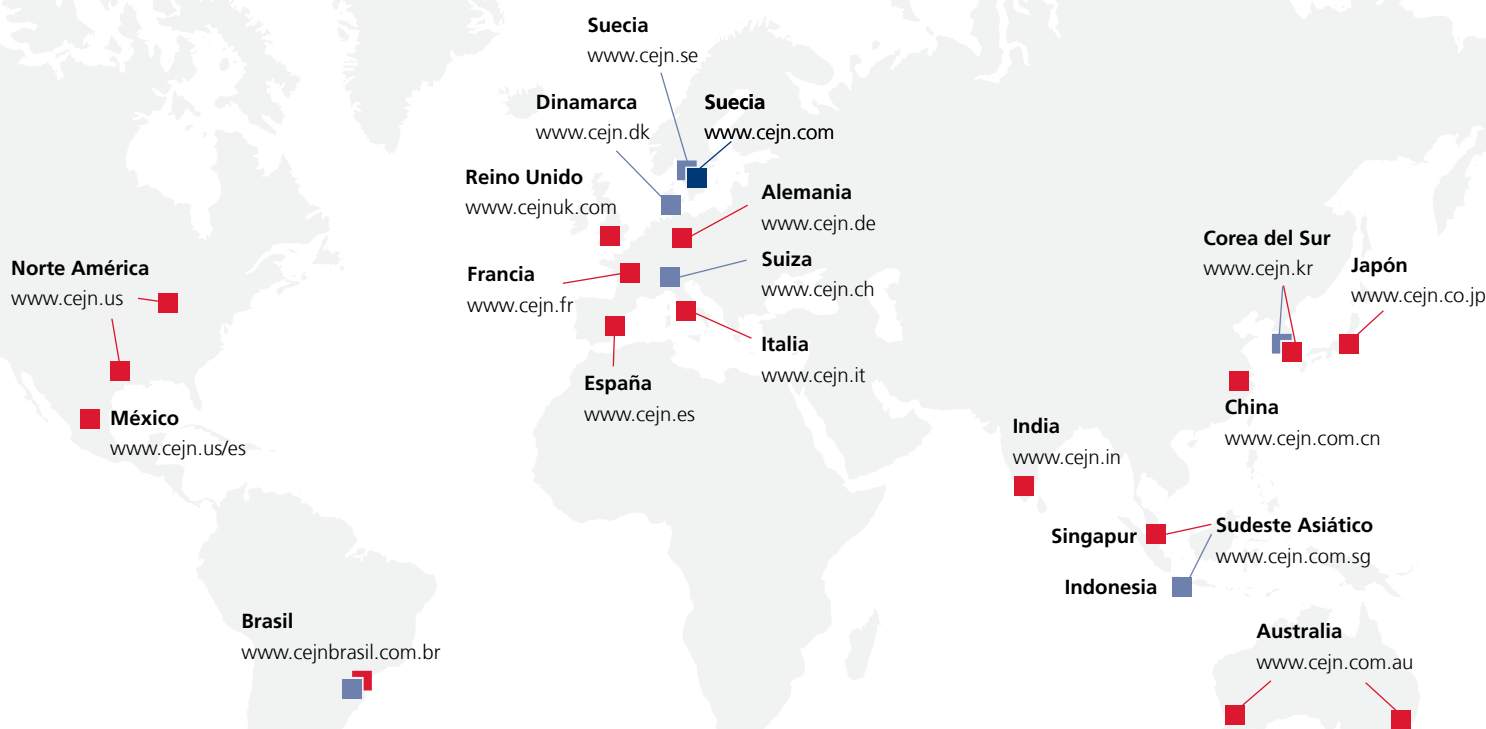 Suecia
www.cejn.se
Dinamarca
www.cejn.dk
Suecia
www.cejn.com
Reino Unido
www.cejnuk.com
Alemania
www.cejn.de
Norte América
www.cejn.us
Francia
www.cejn.fr
Suiza
www.cejn.ch
Corea del Sur
www.cejn.kr
Japón
www.cejn.co.jp
Italia
www.cejn.it
España
www.cejn.es
México
www.cejn.us/es
China
www.cejn.com.cn
India
www.cejn.in
Singapur
Sudeste Asiático
www.cejn.com.sg
Indonesia
Brasil
www.cejnbrasil.com.br
Australia
www.cejn.com.au